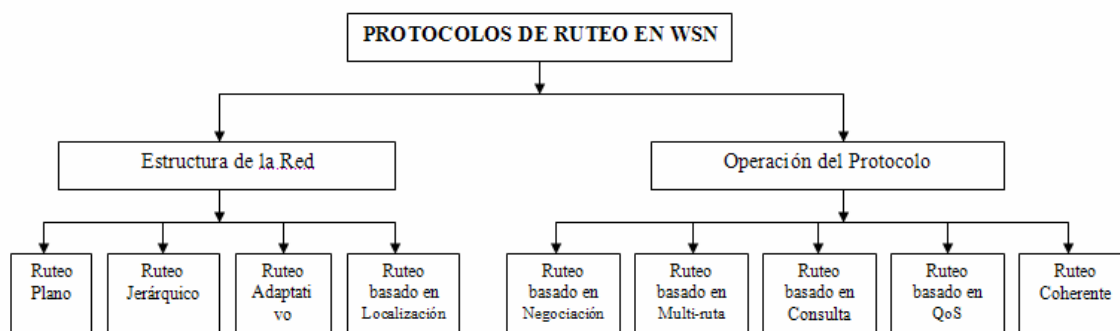 PROTOCOLOS DE RUTEO EN WSN
Estructura de la Red
Operación del Protocolo
Ruteo
Plano
Ruteo
Jerárquico
Ruteo
Adaptati
vo
Ruteo
basado en
Localización
Ruteo
basado en
Negociación
Ruteo
basado en
Multi-ruta
Ruteo
basado en
Consulta
Ruteo
basado en
QoS
Ruteo
Coherente